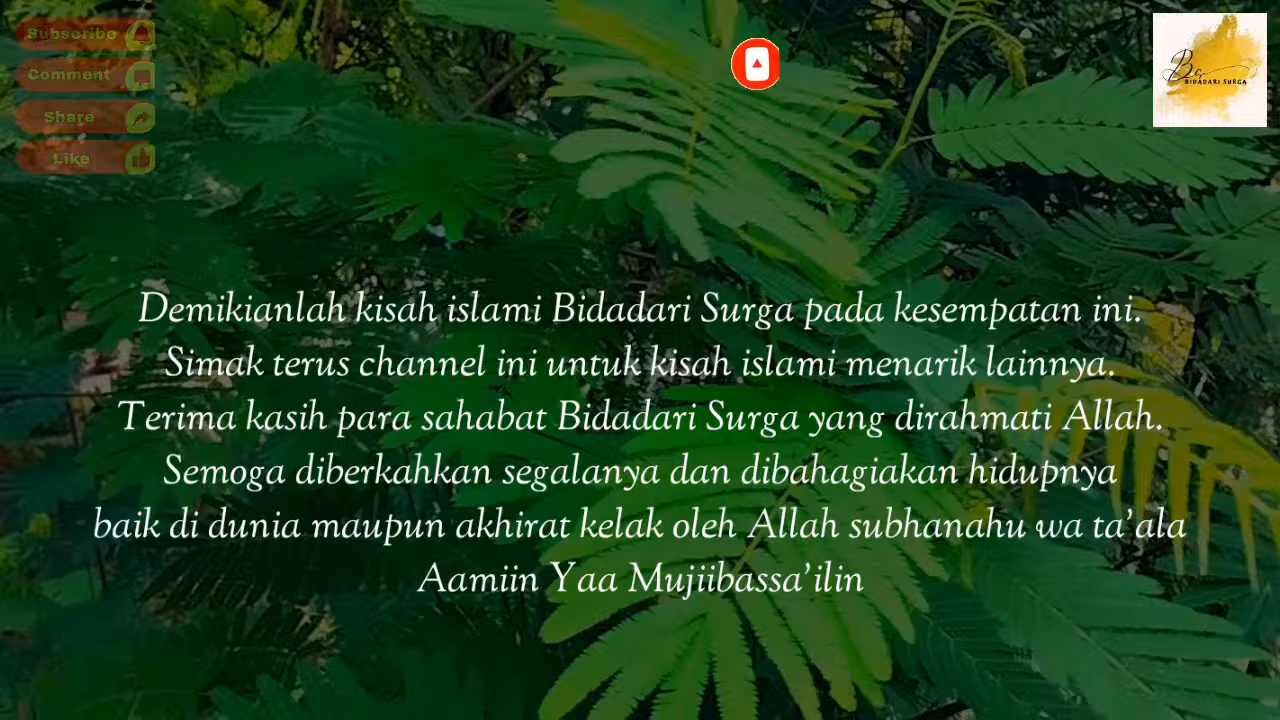 Subscribe
Comment
Share
Like
Bs
BIDADARI SURGA
Demikianlah kisah islami Bidadari Surga pada kesempatan ini.
Simak terus channel ini untuk kisah islami menarik lainnya.
Terima kasih para sahabat Bidadari Surga yang dirahmati Allah.
Semoga diberkahkan segalanya dan dibahagiakan hidupnya
baik di dunia maupun akhirat kelak oleh Allah subhanahu wa ta'ala
Aamiin Yaa Mujiibassa'ilin